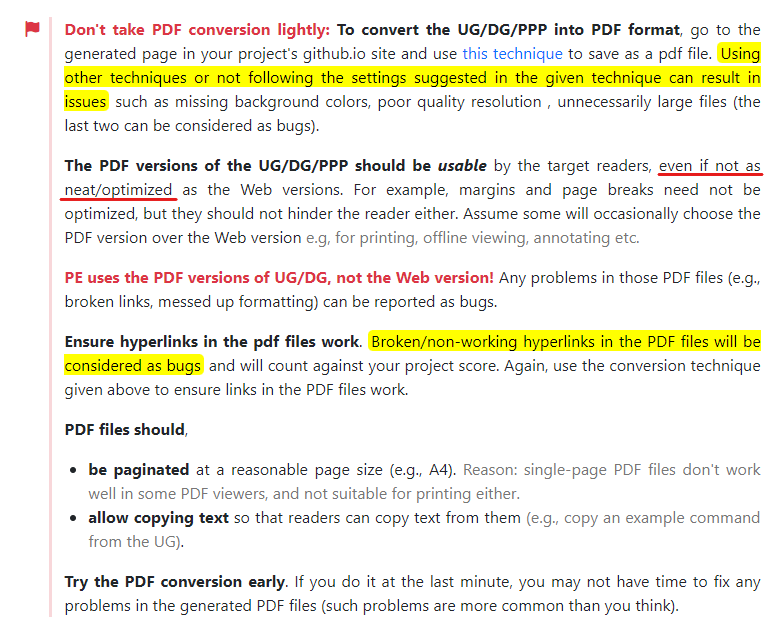 Don't take PDF conversion lightly: To convert the UG/DG/PPP into PDF format, go to the
generated page in your project's github.io site and use this technique to save as a pdf file. Using
other techniques or not following the settings suggested in the given technique can result in
issues such as missing background colors, poor quality resolution , unnecessarily large files (the
last two can be considered as bugs).
The PDF versions of the UG/DG/PPP should be usable by the target readers, even if not as
neat/optimized as the Web versions. For example, margins and page breaks need not be
optimized, but they should not hinder the reader either. Assume some will occasionally choose the
PDF version over the Web version e.g, for printing, offline viewing, annotating etc.
PE uses the PDF versions of UG/DG, not the Web version! Any problems in those PDF files (e.g.,
broken links, messed up formatting) can be reported as bugs.
Ensure hyperlinks in the pdf files work. Broken/non-working hyperlinks in the PDF files will be
considered as bugs and will count against your project score. Again, use the conversion technique
given above to ensure links in the PDF files work.
PDF files should,
• be paginated at a reasonable page size (e.g., A4). Reason: single-page PDF files don't work
well in some PDF viewers, and not suitable for printing either.
• allow copying text so that readers can copy text from them (e.g., copy an example command
from the UG).
Try the PDF conversion early. If you do it at the last minute, you may not have time to fix any
problems in the generated PDF files (such problems are more common than you think).